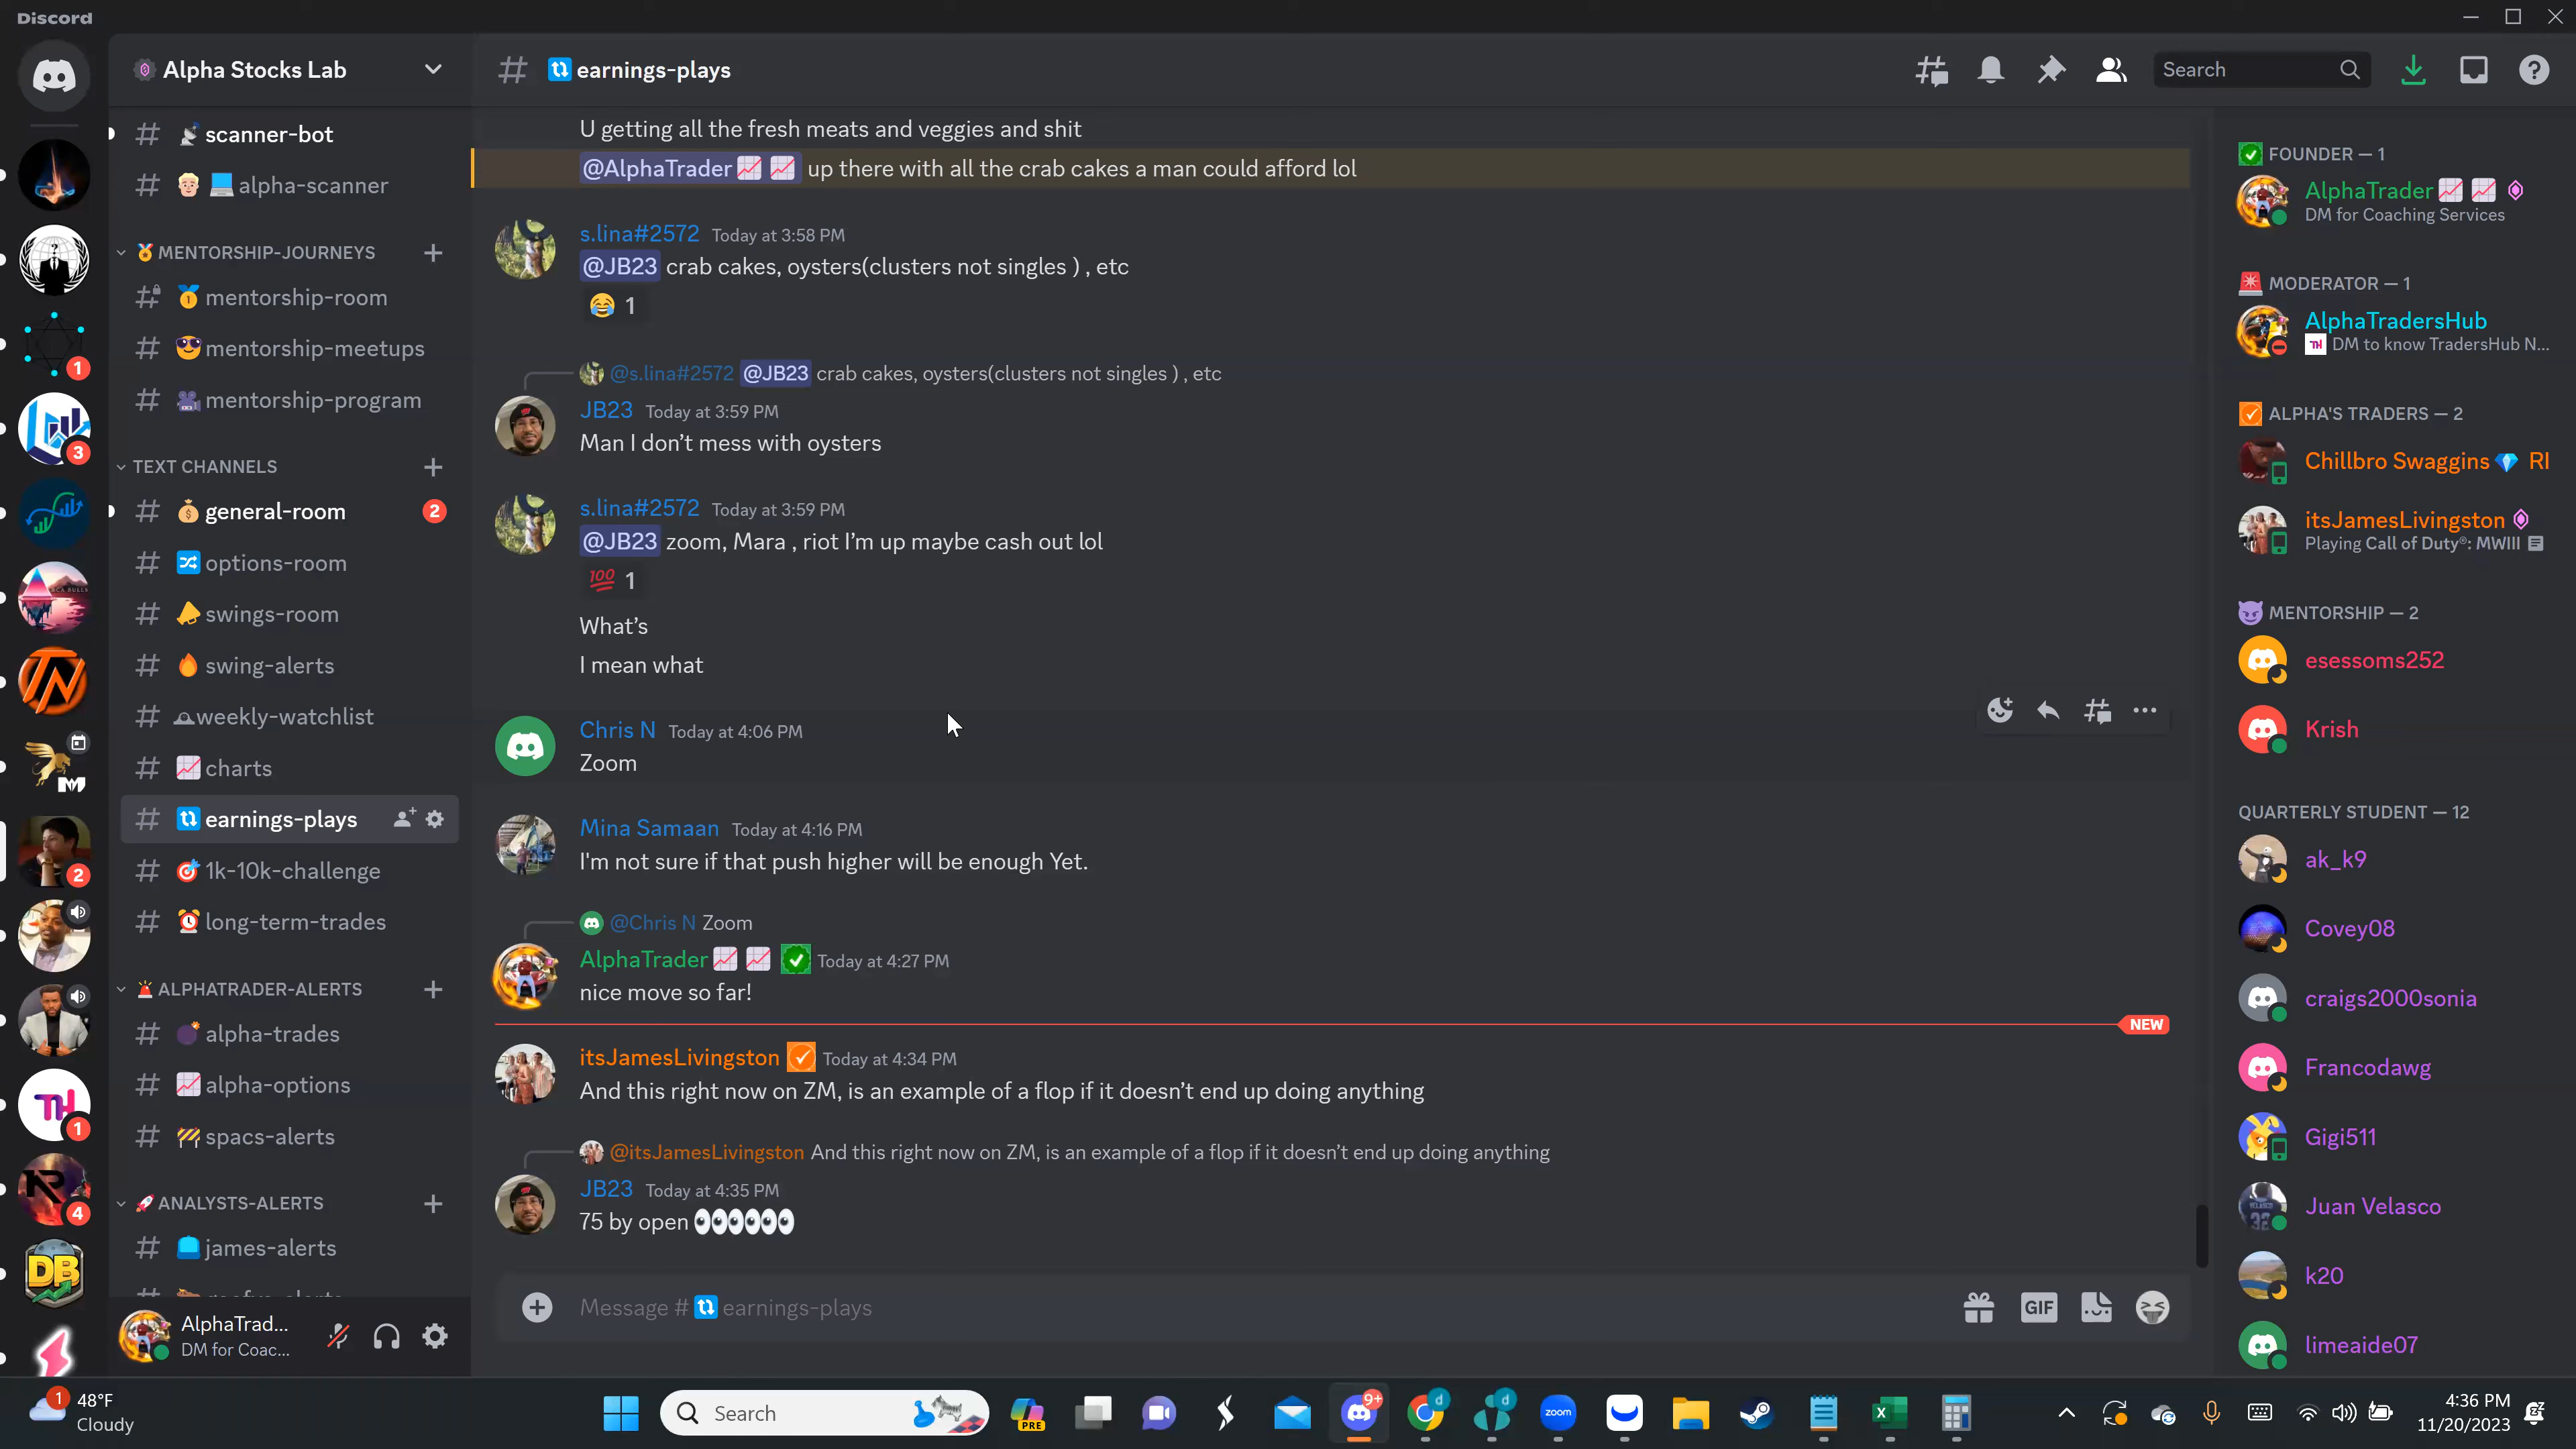 Discord
Alpha Stocks Lab
scanner-bot
alpha-scanner
MENTORSHIP-JOURNEYS
mentorship-room
mentorship-meetups
mentorship-program
TEXT CHANNELS
general-room 2
options-room
swings-room
swing-alerts
weekly-watchlist
charts
earnings-plays
1k-10k-challenge
long-term-trades
ALPHATRADER-ALERTS
alpha-trades
alpha-options
spacs-alerts
ANALYSTS-ALERTS
james-alerts
AlphaTrad...
DM for Coac...
1
3
M
2
TH
1
4
DB
earnings-plays
Search
U getting all the fresh meats and veggies and shit
@AlphaTrader up there with all the crab cakes a man could afford lol
s.lina#2572 Today at 3:58 PM
@JB23 crab cakes, oysters(clusters not singles ) , etc
😂 1
@s.lina#2572 @JB23 crab cakes, oysters(clusters not singles ) , etc
JB23 Today at 3:59 PM
Man I don’t mess with oysters
s.lina#2572 Today at 3:59 PM
@JB23 zoom, Mara , riot I’m up maybe cash out lol
💯 1
What’s
I mean what
Chris N Today at 4:06 PM
Zoom
Mina Samaan Today at 4:16 PM
I'm not sure if that push higher will be enough Yet.
@Chris N Zoom
AlphaTrader Today at 4:27 PM
nice move so far!
NEW
itsJamesLivingston Today at 4:34 PM
And this right now on ZM, is an example of a flop if it doesn’t end up doing anything
@itsJamesLivingston And this right now on ZM, is an example of a flop if it doesn’t end up doing anything
JB23 Today at 4:35 PM
75 by open 👀👀👀
Message # earnings-plays
GIF
FOUNDER — 1
AlphaTrader
DM for Coaching Services
MODERATOR — 1
AlphaTradersHub
TH DM to know TradersHub N...
ALPHA'S TRADERS — 2
Chillbro Swaggins 💎 RI
itsJamesLivingston
Playing Call of Duty®: MWIII
MENTORSHIP — 2
esessoms252
Krish
QUARTERLY STUDENT — 12
ak_k9
Covey08
craigs2000sonia
Francodawg
Gigi511
Juan Velasco
k20
limeaide07
1
48°F
Cloudy
Search
PRE
9+
d
d
zoom
4:36 PM
11/20/2023